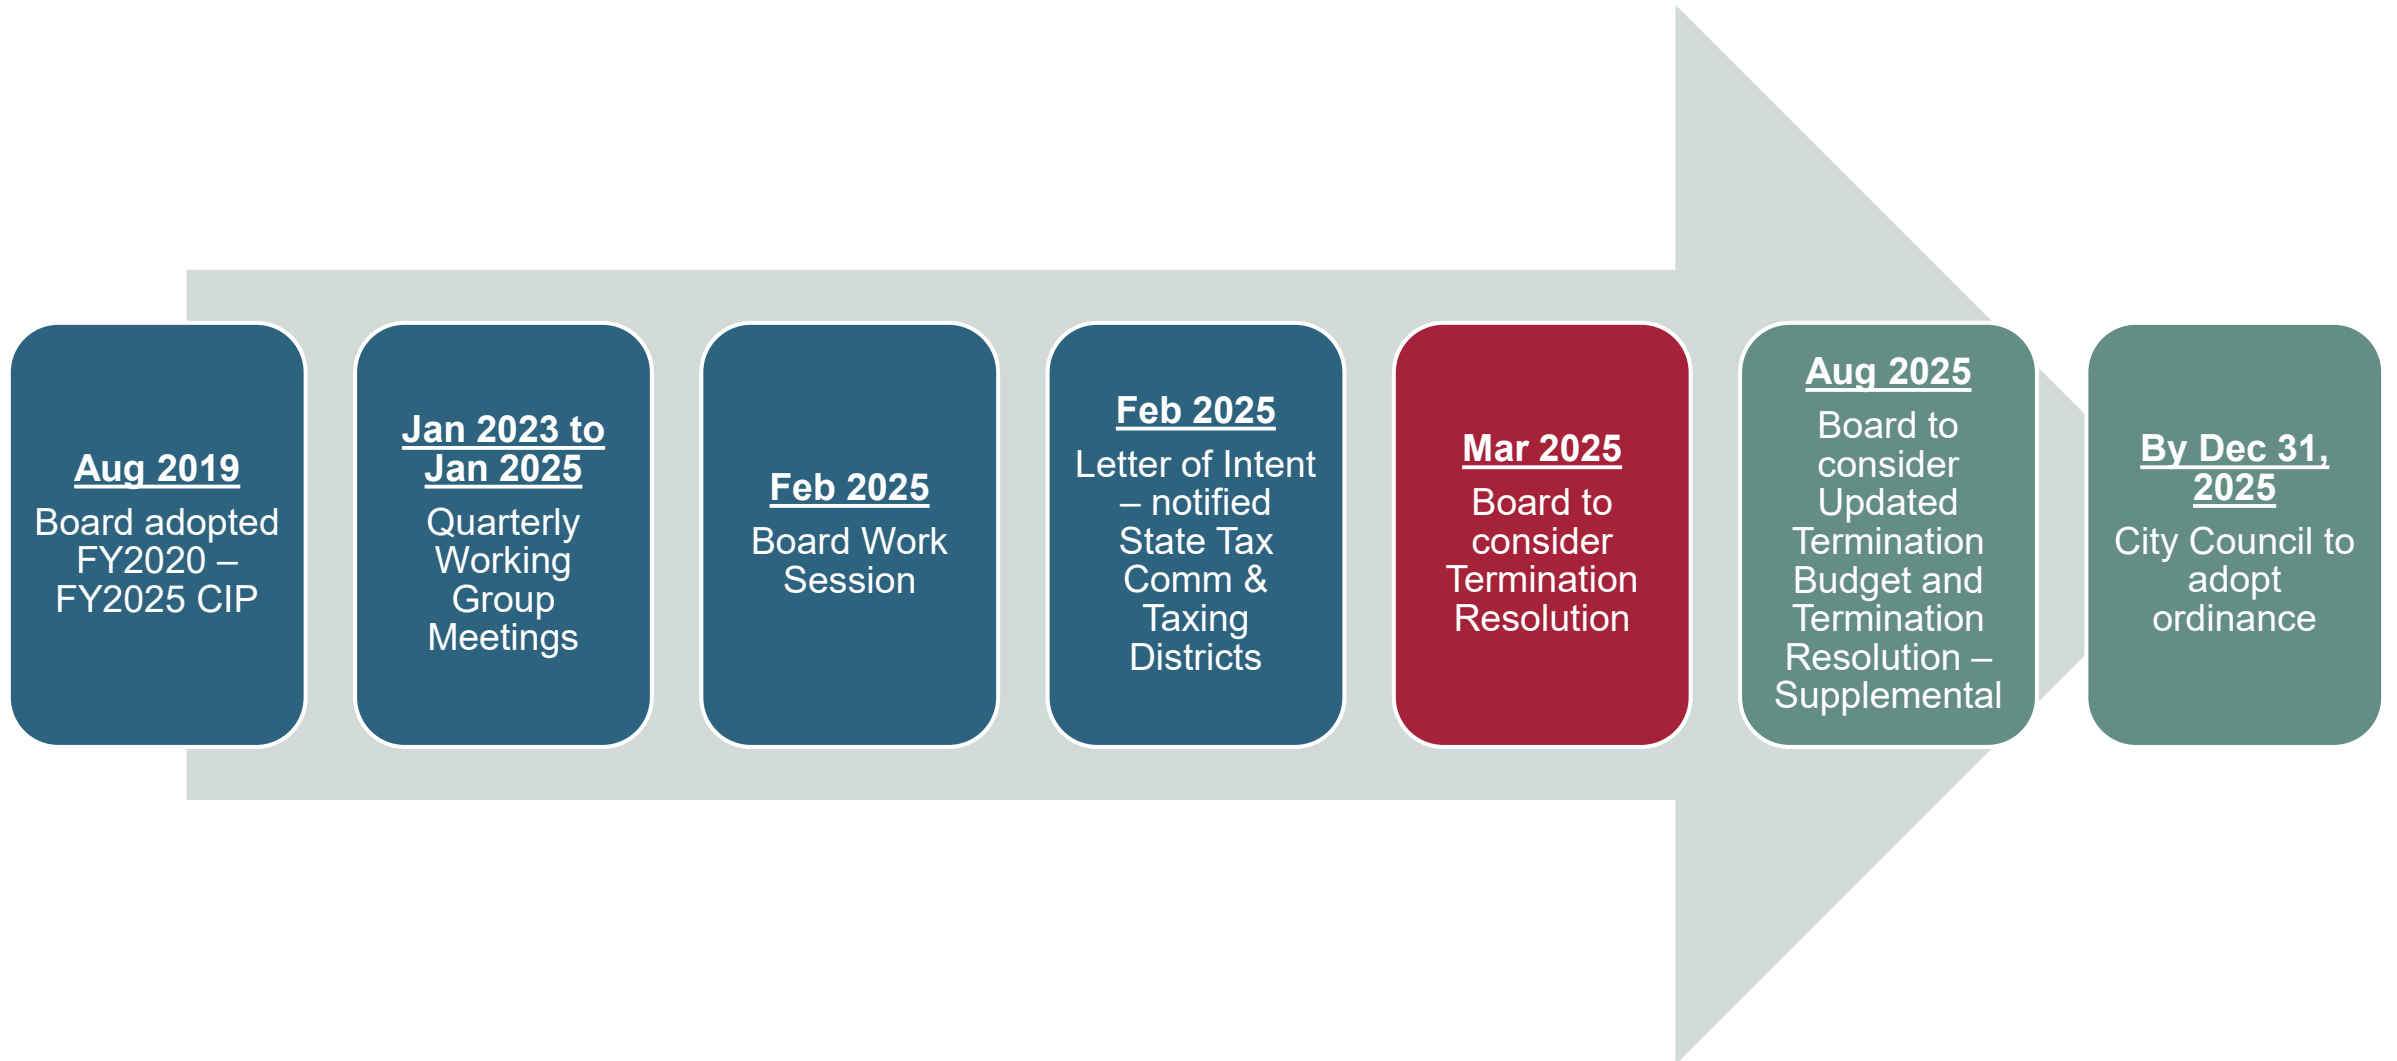 Aug 2019
Board adopted
FY2020 –
FY2025 CIP
Jan 2023 to
Jan 2025
Quarterly
Working
Group
Meetings
Feb 2025
Board Work
Session
Feb 2025
Letter of Intent
– notified
State Tax
Comm &
Taxing
Districts
Mar 2025
Board to
consider
Termination
Resolution
Aug 2025
Board to
consider
Updated
Termination
Budget and
Termination
Resolution –
Supplemental
By Dec 31,
2025
City Council to
adopt
ordinance